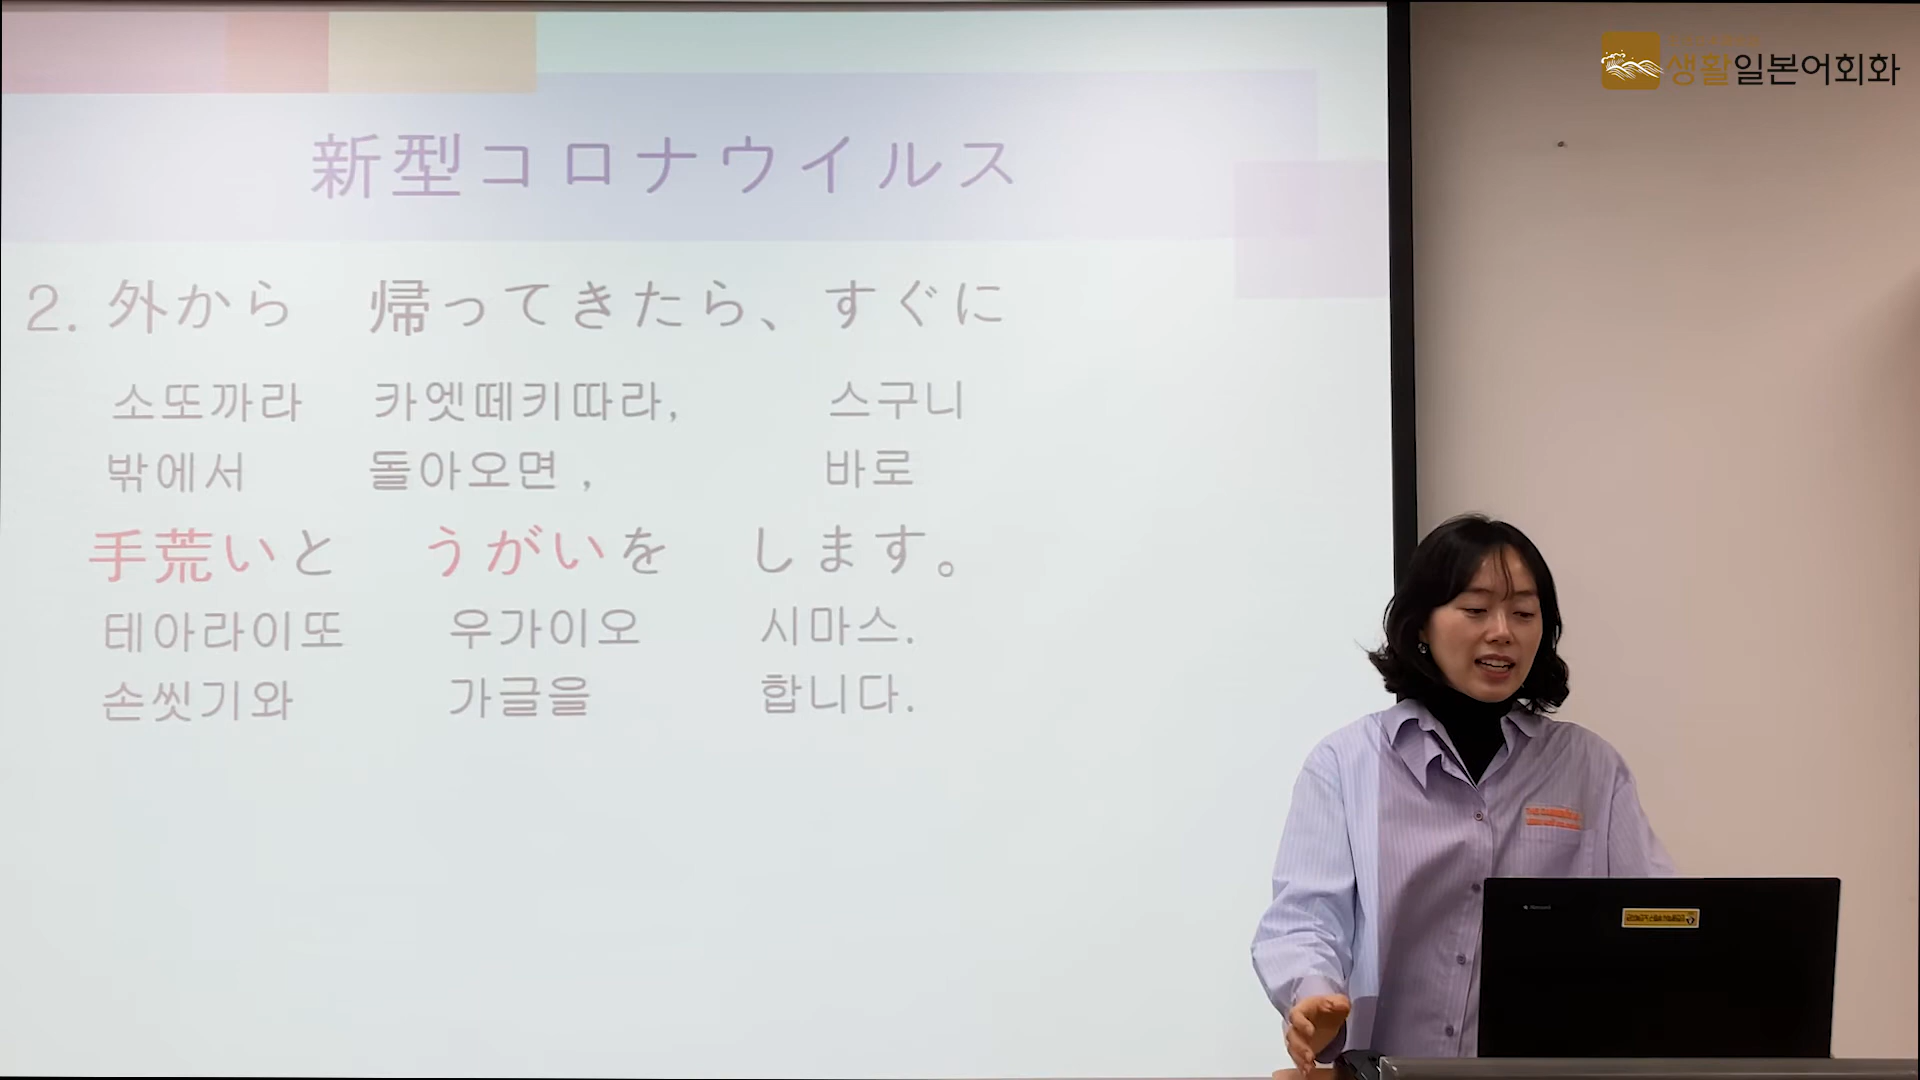 생활일본어회화
新型コロナウイルス
2. 外から 帰ってきたら、すぐに
소또까라 카엣떼키따라, 스구니
밖에서 돌아오면 , 바로
手荒いと うがいを します。
테아라이또 우가이오 시마스.
손씻기와 가글을 합니다.